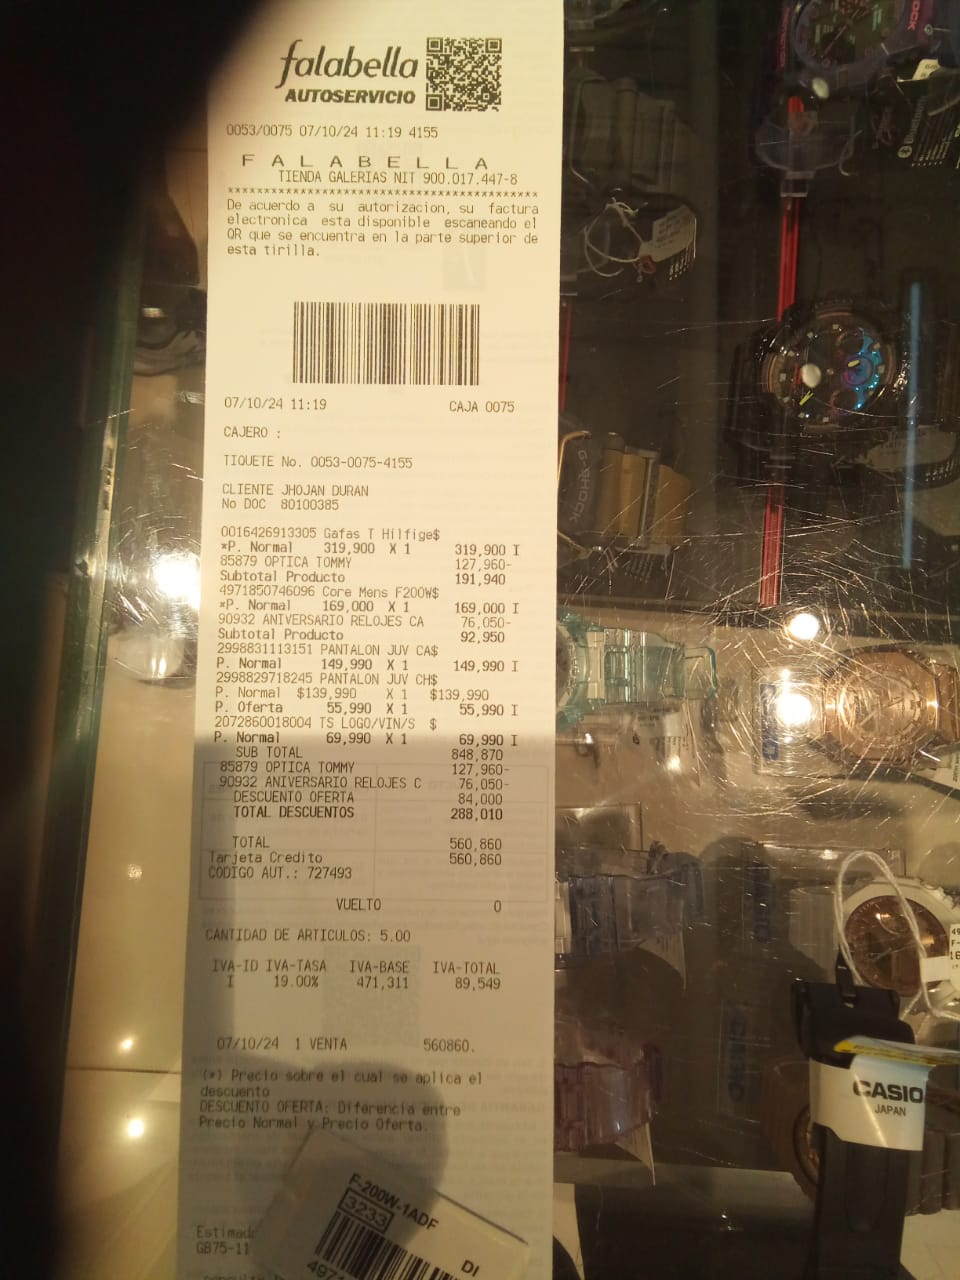 falabella
AUTOSERVICIO
0053/0075 07/10/24 11:19 4155
F A L A B E L L A
TIENDA GALERIAS NIT 900.017.447-8
****************************************
De acuerdo a su autorizacion, su factura
electronica esta disponible escaneando el
QR que se encuentra en la parte superior de
esta tirilla.
07/10/24 11:19 CAJA 0075
CAJERO :
TIQUETE No. 0053-0075-4155
CLIENTE JHOJAN DURAN
No DOC 80100385
0016426913305 Gafas T Hilfige$
*P. Normal 319,900 X 1 319,900 I
85879 OPTICA TOMMY 127,960-
Subtotal Producto 191,940
4971850746096 Core Mens F200W$
*P. Normal 169,000 X 1 169,000 I
90932 ANIVERSARIO RELOJES CA 76,050-
Subtotal Producto 92,950
2998831113151 PANTALON JUV CA$
P. Normal 149,990 X 1 149,990 I
2998829718245 PANTALON JUV CH$
P. Normal $139,990 X 1 $139,990
P. Oferta 55,990 X 1 55,990 I
2072860018004 TS LOGO/VIN/S $
P. Normal 69,990 X 1 69,990 I
SUB TOTAL 848,870
85879 OPTICA TOMMY 127,960-
90932 ANIVERSARIO RELOJES C 76,050-
DESCUENTO OFERTA 84,000
TOTAL DESCUENTOS 288,010
TOTAL 560,860
Tarjeta Credito 560,860
CODIGO AUT.: 727493
VUELTO 0
CANTIDAD DE ARTICULOS: 5.00
IVA-ID IVA-TASA IVA-BASE IVA-TOTAL
I 19.00% 471,311 89,549
07/10/24 1 VENTA 560860.
(*) Precio sobre el cual se aplica el
descuento
DESCUENTO OFERTA: Diferencia entre
Precio Normal y Precio Oferta.
Estimad
GB75-11
F-200W-1ADF
3233
DI
497
G-SHOCK
Bluetooth
CASIO
JAPAN